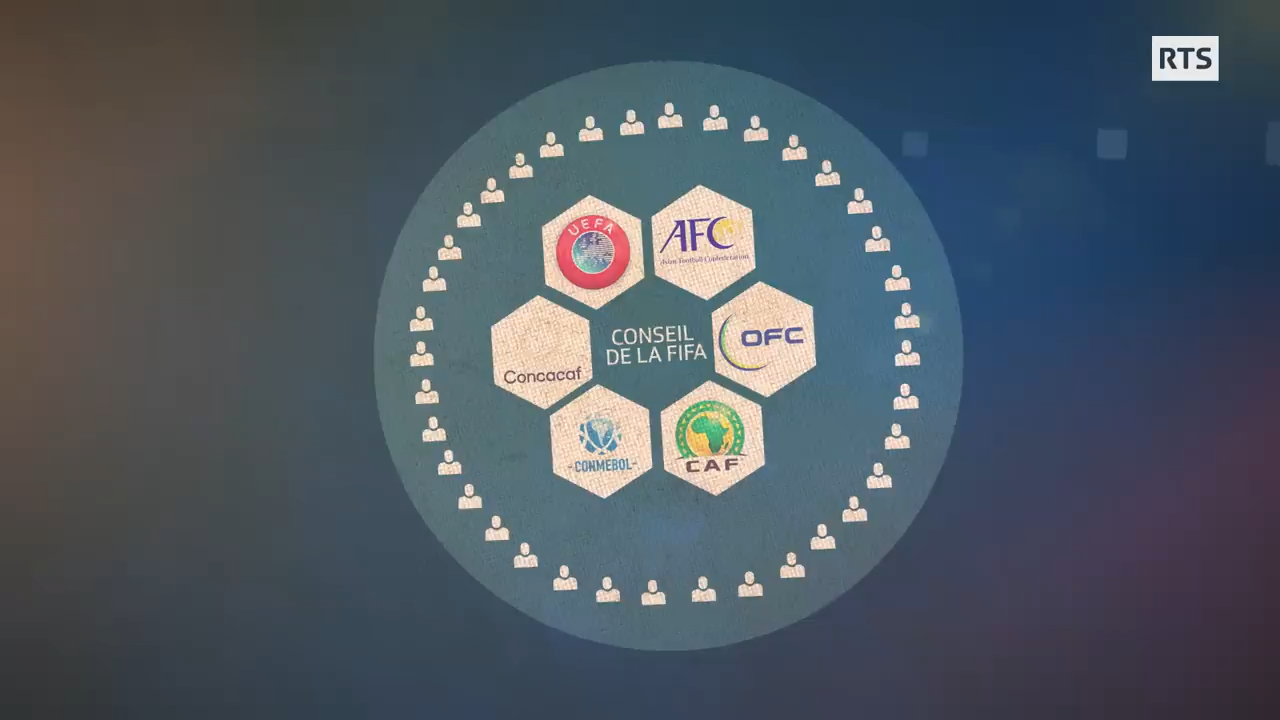 RTS
UEFA
AFC
Asian Football Confederation
CONSEIL
DE LA FIFA
OFC
Concacaf
-CONMEBOL-
CAF